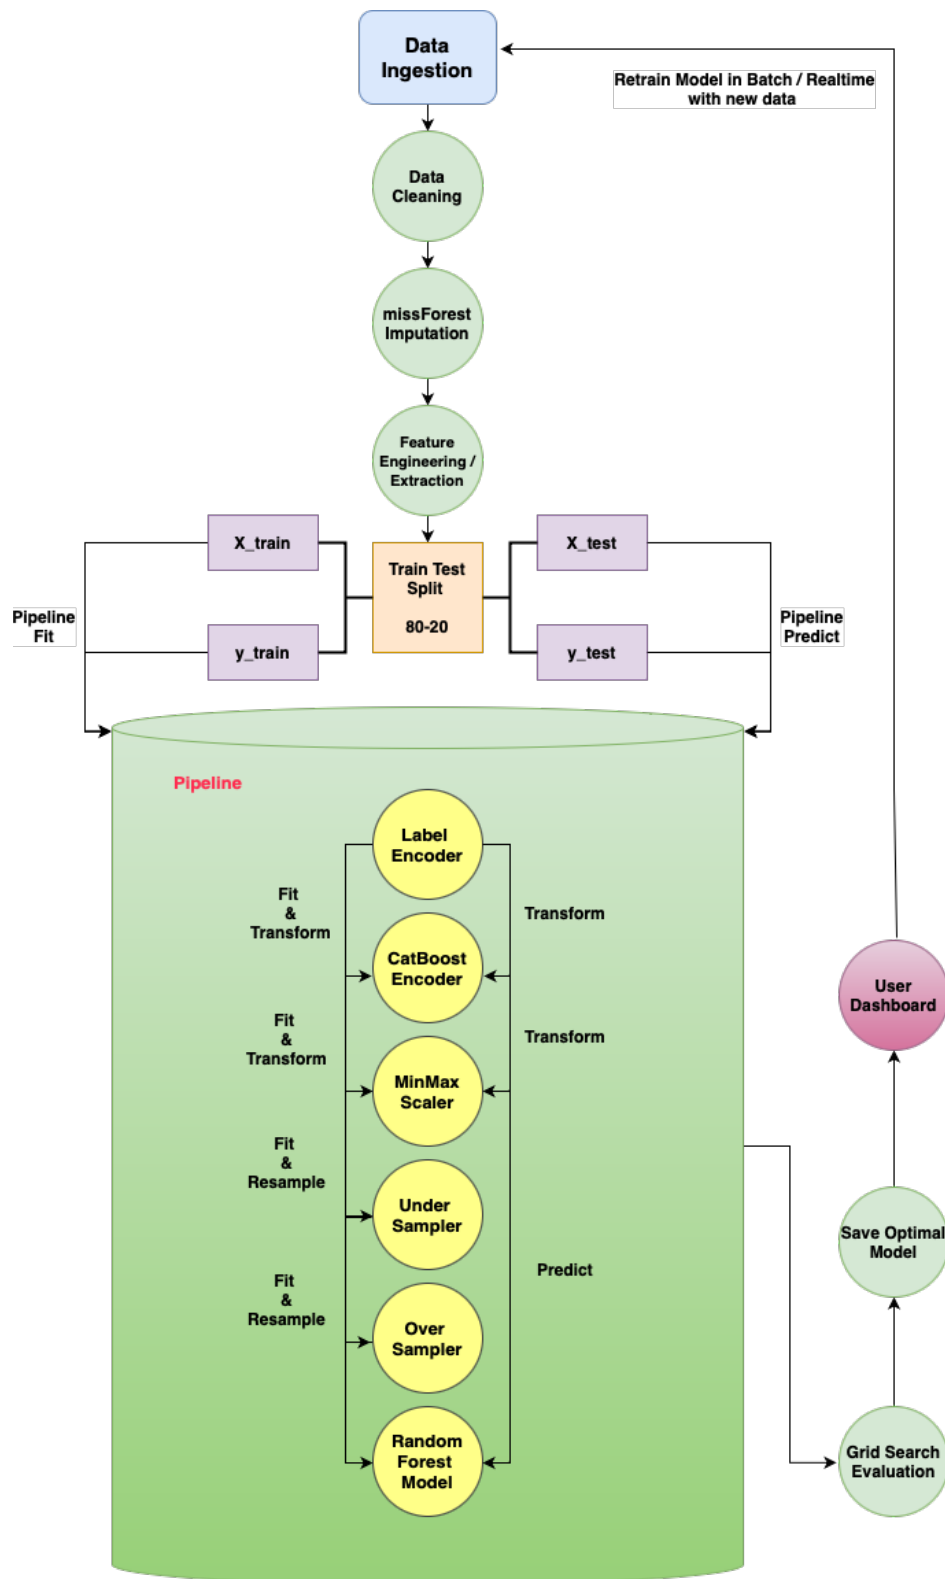 Data
Ingestion
Retrain Model in Batch / Realtime
with new data
Data
Cleaning
missForest
Imputation
Feature
Engineering /
Extraction
X_train
Train Test
Split
80-20
X_test
Pipeline
Fit
y_train
y_test
Pipeline
Predict
Pipeline
Label
Encoder
Fit
&
Transform
Transform
CatBoost
Encoder
Fit
&
Transform
Transform
MinMax
Scaler
Fit
&
Resample
Under
Sampler
Predict
Fit
&
Resample
Over
Sampler
Random
Forest
Model
User
Dashboard
Save Optimal
Model
Grid Search
Evaluation